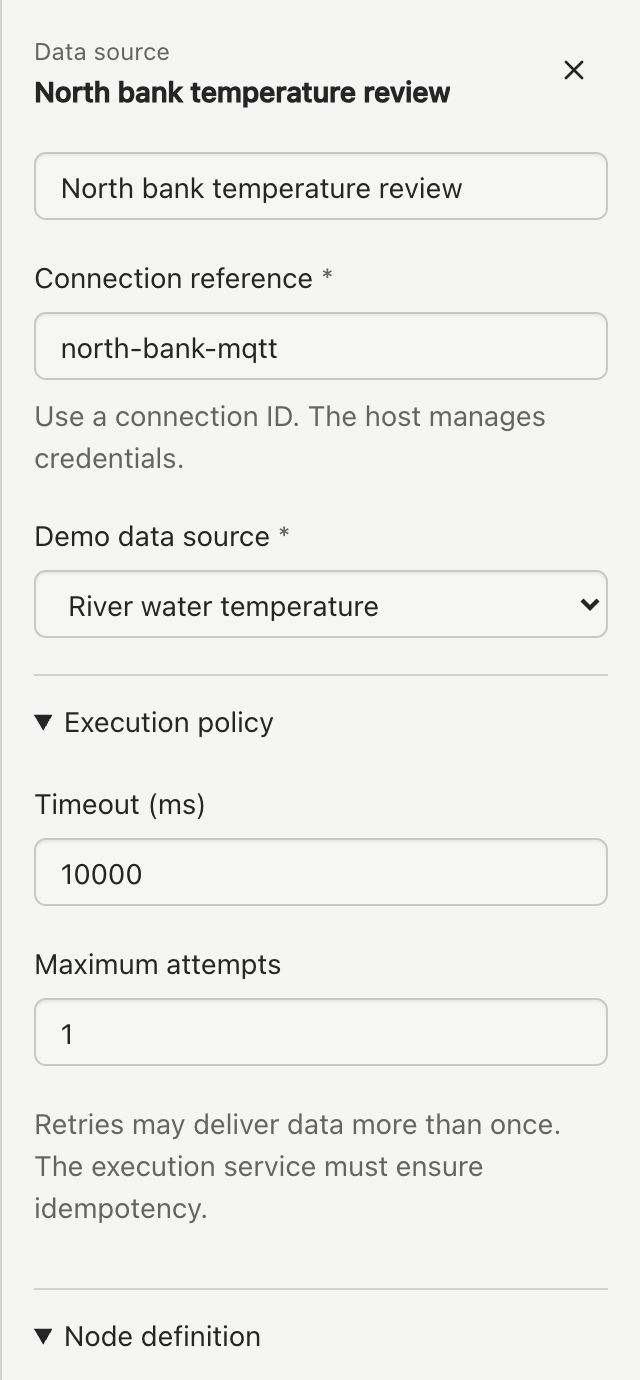 Data source
North bank temperature review
North bank temperature review
Connection reference *
north-bank-mqtt
Use a connection ID. The host manages
credentials.
Demo data source *
River water temperature
Execution policy
Timeout (ms)
10000
Maximum attempts
1
Retries may deliver data more than once.
The execution service must ensure
idempotency.
Node definition